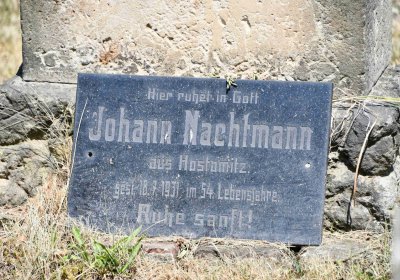 Hier ruhet in Gott
Johann Nachtmann
aus Hostomitz,
gest. 18.7.1931 im 54. Lebensjahre.
Ruhe sanft!